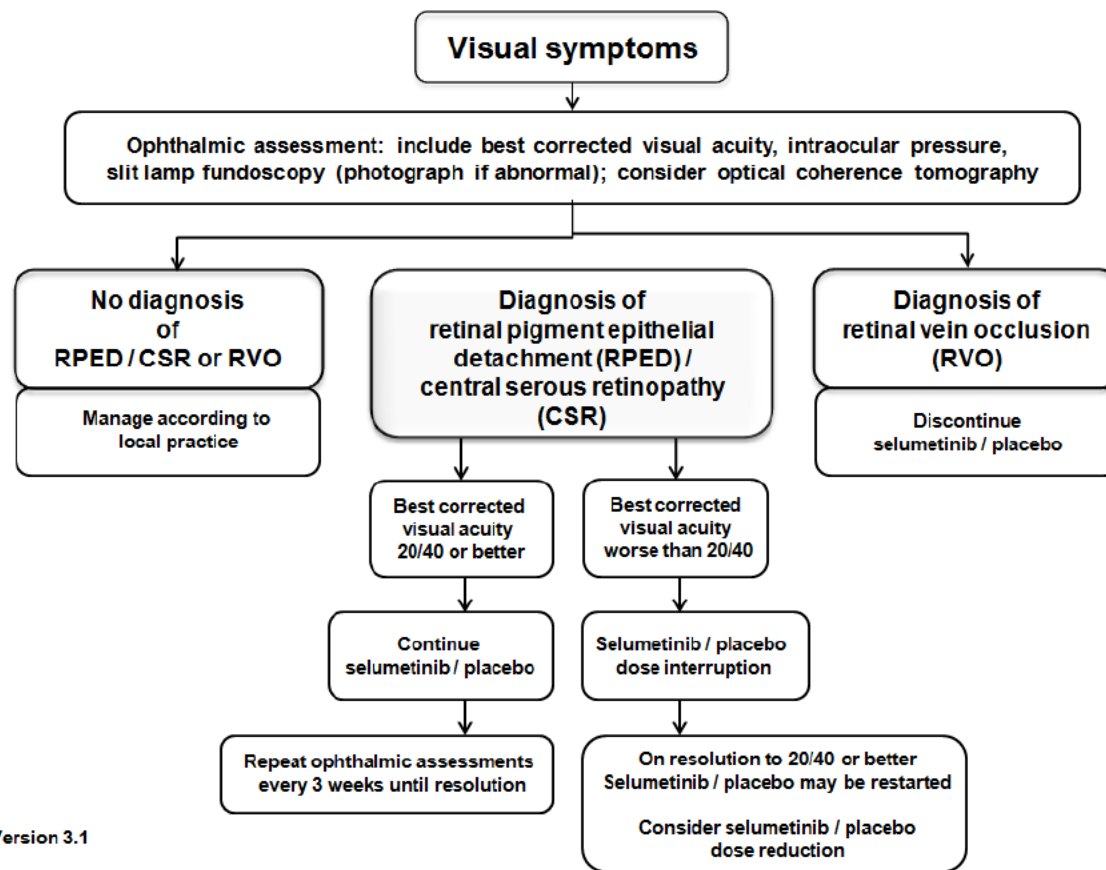 Visual symptoms
Ophthalmic assessment: include best corrected visual acuity, intraocular pressure,
slit lamp fundoscopy (photograph if abnormal); consider optical coherence tomography
No diagnosis
of
RPED / CSR or RVO
Manage according to
local practice
Diagnosis of
retinal pigment epithelial
detachment (RPED) /
central serous retinopathy
(CSR)
Diagnosis of
retinal vein occlusion
(RVO)
Discontinue
selumetinib / placebo
Best corrected
visual acuity
20/40 or better
Best corrected
visual acuity
worse than 20/40
Continue
selumetinib / placebo
Selumetinib / placebo
dose interruption
Repeat ophthalmic assessments
every 3 weeks until resolution
On resolution to 20/40 or better
Selumetinib / placebo may be restarted
Consider selumetinib / placebo
dose reduction
Version 3.1